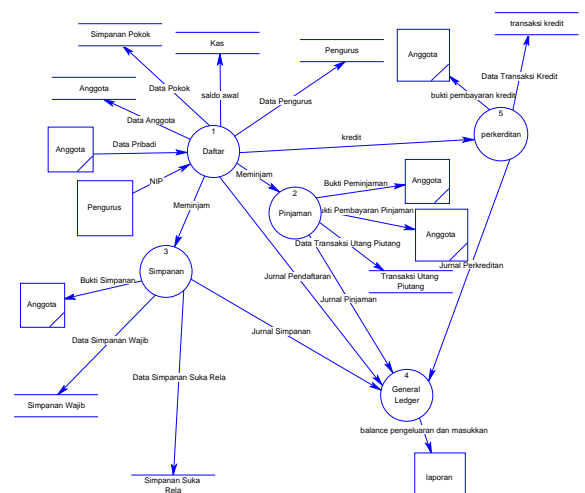 transaksi kredit
Simpanan Pokok
Kas
Pengurus
Anggota
Data Transaksi Kredit
Data Pokok
bukti pembayaran kredit
Anggota
saldo awal
Data Pengurus
5
perkerditan
Data Anggota
1
Daftar
kredit
Anggota
Data Pribadi
Meminjam
NIP
Pengurus
Meminjam
2
Pinjaman
Bukti Peminjaman
Anggota
Bukti Pembayaran Pinjaman
Anggota
Data Transaksi Utang Piutang
3
Simpanan
Jurnal Perkreditan
Bukti Simpanan
Jurnal Pendaftaran
Transaksi Utang
Piutang
Anggota
Jurnal Pinjaman
Jurnal Simpanan
Data Simpanan Wajib
Data Simpanan Suka Rela
4
General
Ledger
Simpanan Wajib
balance pengeluaran dan masukkan
Simpanan Suka
Rela
laporan